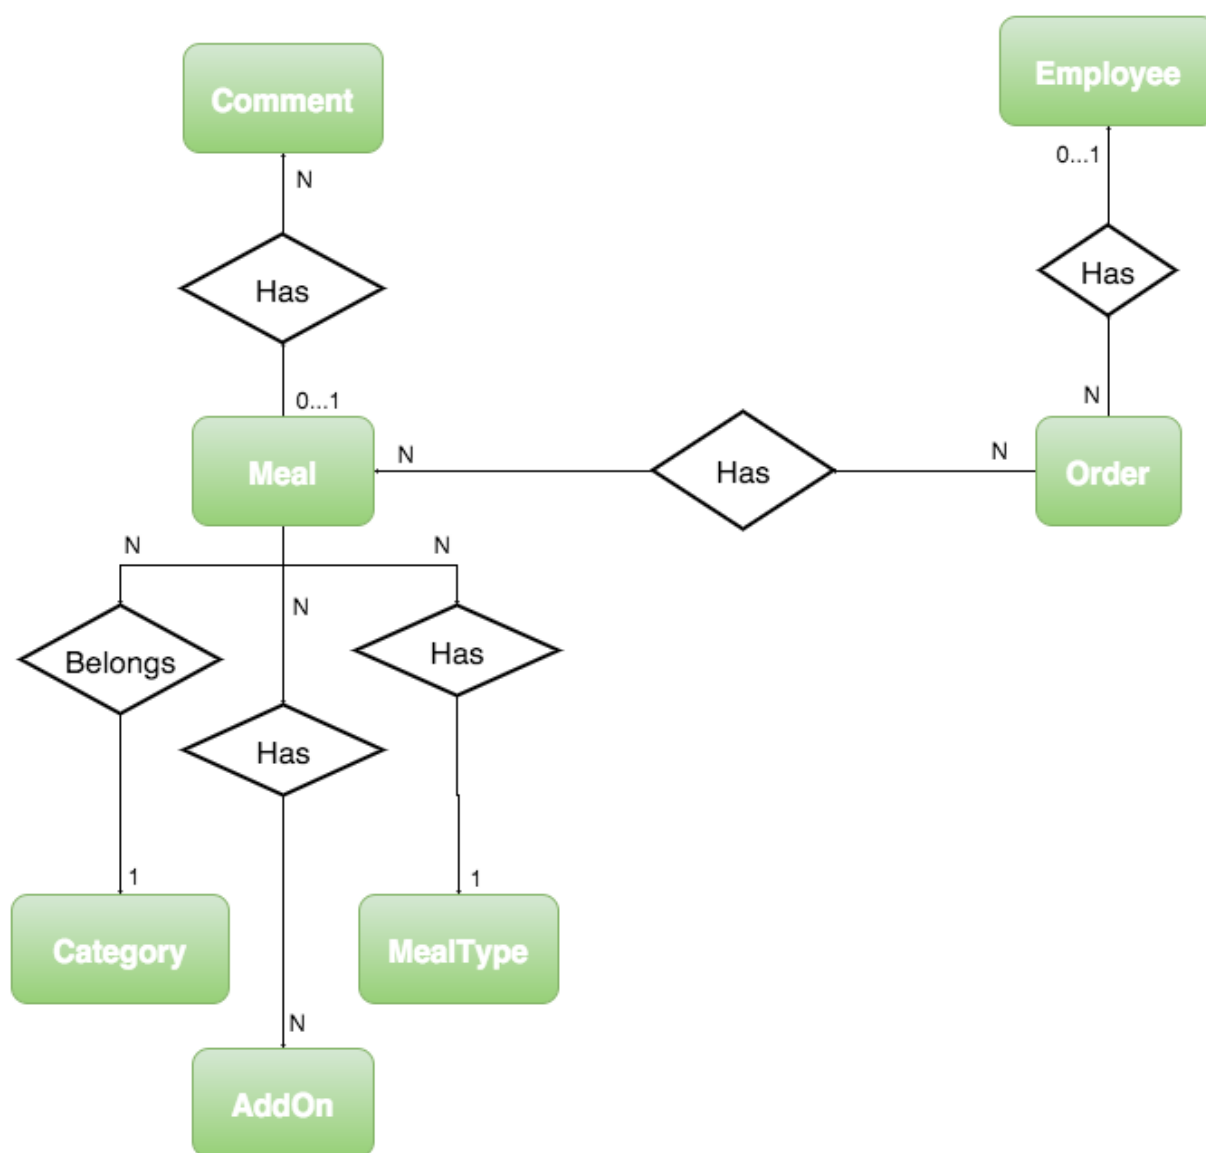 Employee
Comment
0...1
N
Has
Has
N
0...1
N
N
Has
Meal
Order
N
N
N
Belongs
Has
Has
1
1
Category
MealType
N
AddOn